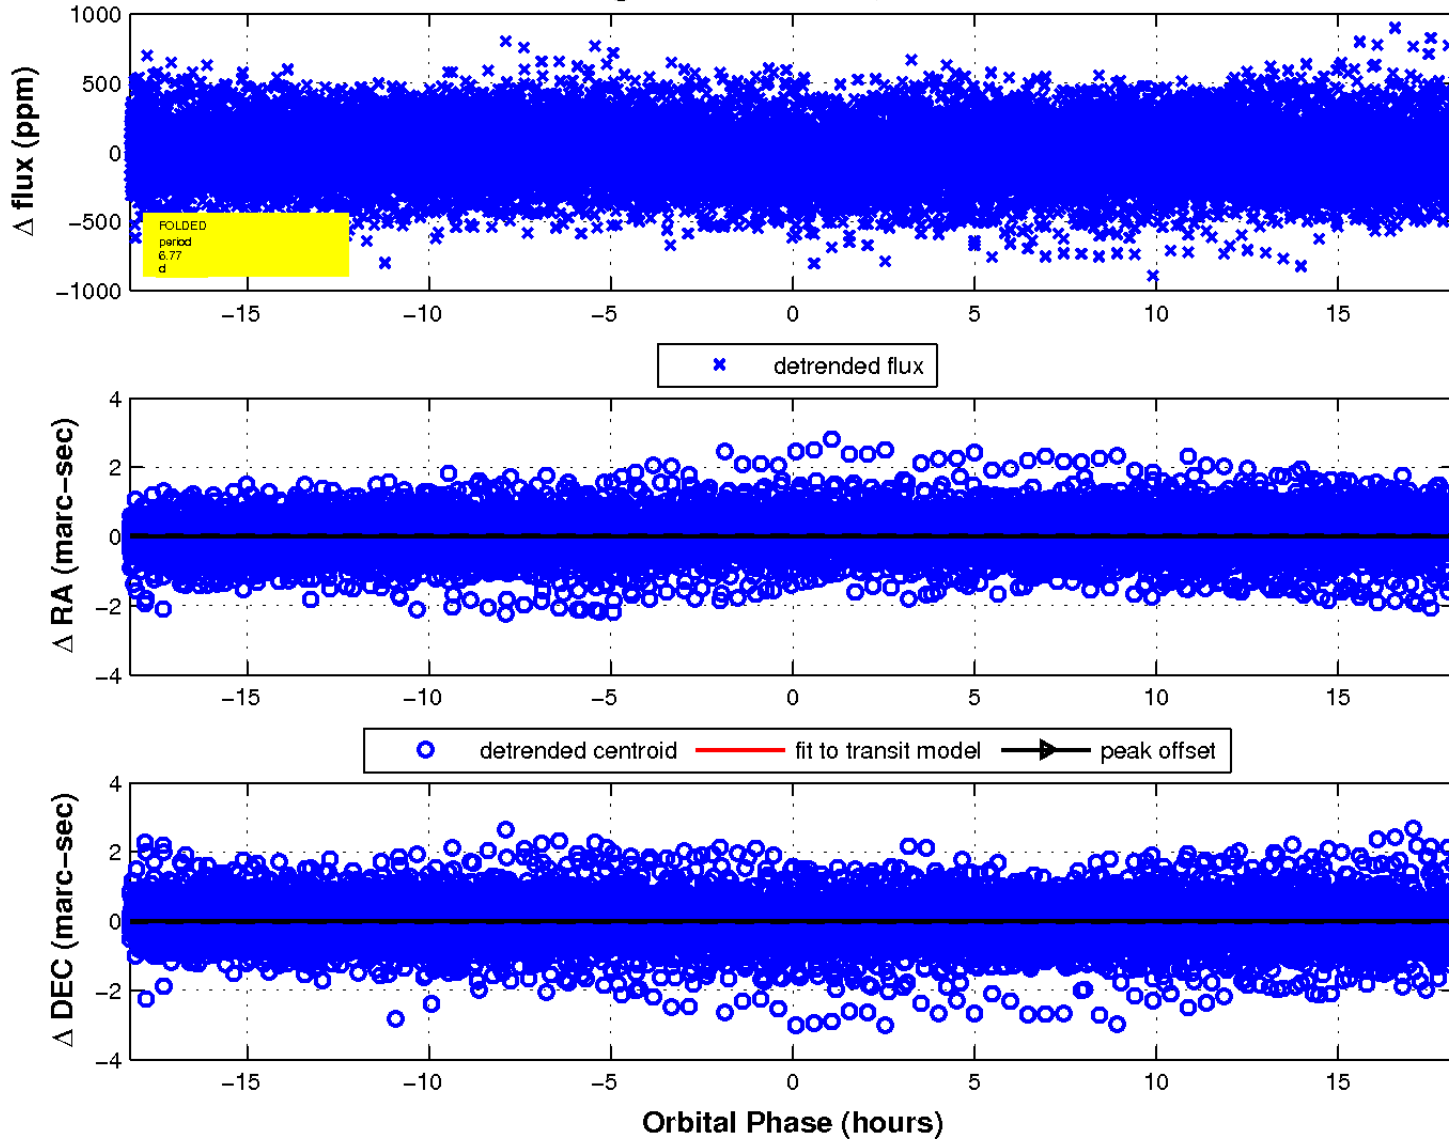 1000
500
0
−500
−1000
Δ flux (ppm)
FOLDED
period
6.77
d
−15 −10 −5 0 5 10 15
detrended flux
4
2
0
−2
−4
Δ RA (marc−sec)
−15 −10 −5 0 5 10 15
detrended centroid fit to transit model peak offset
4
2
0
−2
−4
Δ DEC (marc−sec)
−15 −10 −5 0 5 10 15
Orbital Phase (hours)